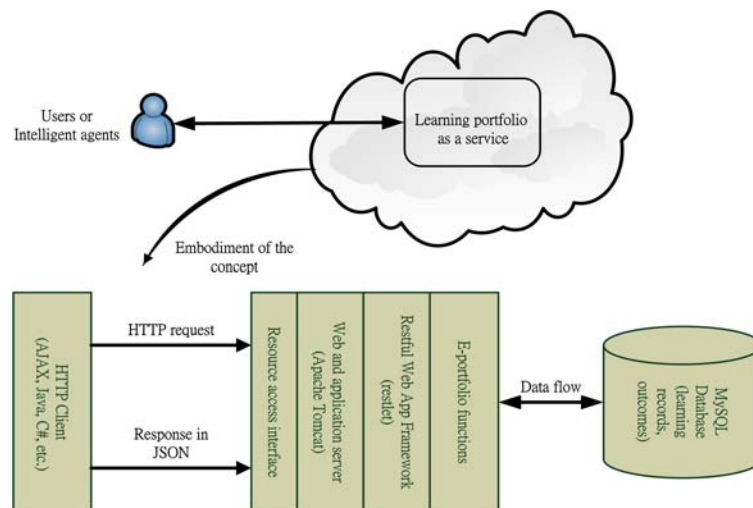 Users or
Intelligent agents
Learning portfolio
as a service
Embodiment of the
concept
HTTP Client
(AJAX, Java, C#, etc.)
HTTP request
Response in
JSON
Resource access interface
Web and application server
(Apache Tomcat)
Restful Web App Framework
(restlet)
E-portfolio functions
Data flow
MySQL
Database
(learning
records,
outcomes)